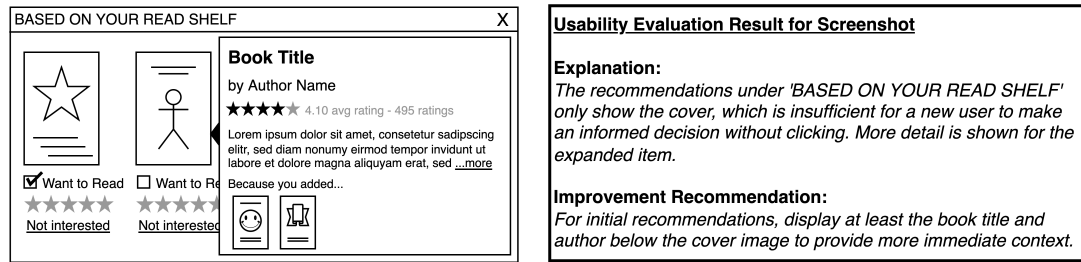 BASED ON YOUR READ SHELF X
Book Title
by Author Name
4.10 avg rating - 495 ratings
Lorem ipsum dolor sit amet, consetetur sadipscing
elitr, sed diam nonumy eirmod tempor invidunt ut
labore et dolore magna aliquyam erat, sed ...more
Because you added...
Want to Read
Want to Re
Not interested
Not interested
Usability Evaluation Result for Screenshot
Explanation:
The recommendations under 'BASED ON YOUR READ SHELF'
only show the cover, which is insufficient for a new user to make
an informed decision without clicking. More detail is shown for the
expanded item.
Improvement Recommendation:
For initial recommendations, display at least the book title and
author below the cover image to provide more immediate context.